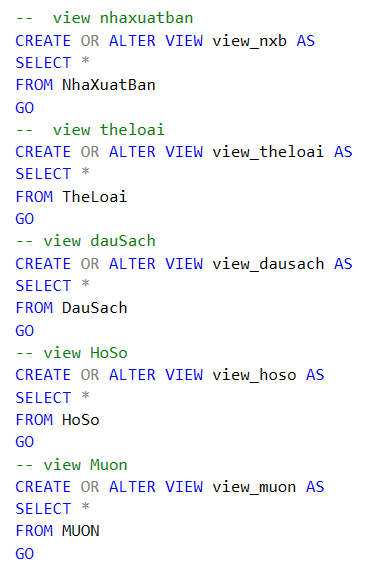 --  view nhaxuatban
CREATE OR ALTER VIEW view_nxb AS
SELECT *
FROM NhaXuatBan
GO
--  view theloai
CREATE OR ALTER VIEW view_theloai AS
SELECT *
FROM TheLoai
GO
-- view dauSach
CREATE OR ALTER VIEW view_dausach AS
SELECT *
FROM DauSach
GO
-- view HoSo
CREATE OR ALTER VIEW view_hoso AS
SELECT *
FROM HoSo
GO
-- view Muon
CREATE OR ALTER VIEW view_muon AS
SELECT *
FROM MUON
GO